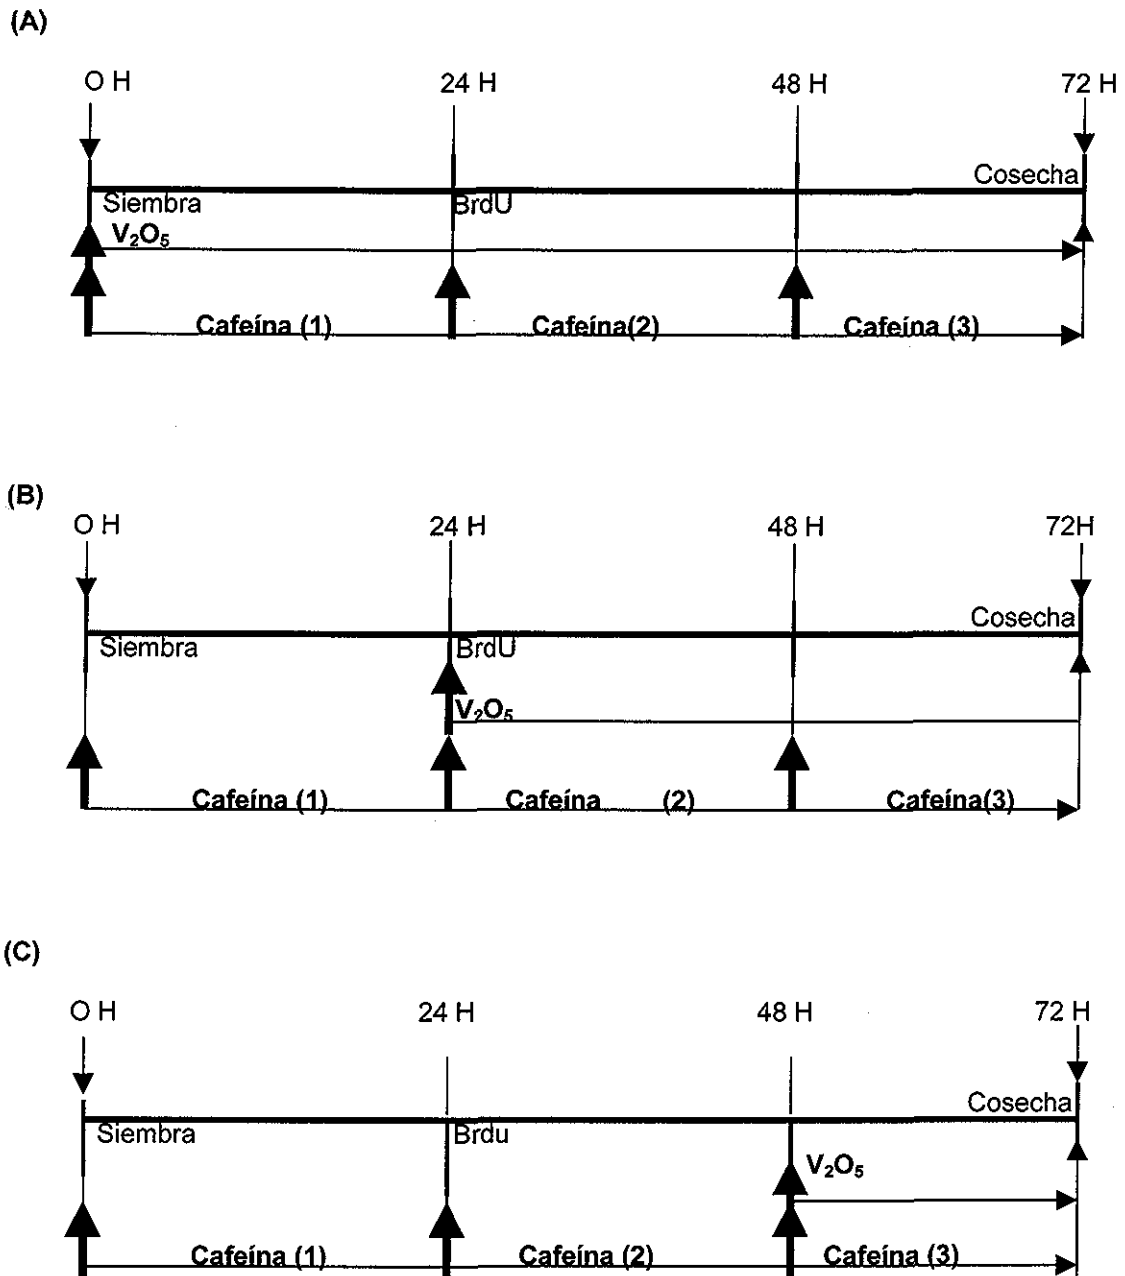 (A)
O H 24 H 48 H 72 H
Cosecha
Siembra BrdU
V₂O₅
Cafeína (1) Cafeína(2) Cafeína (3)
(B)
O H 24 H 48 H 72H
Cosecha
Siembra BrdU
V₂O₅
Cafeína (1) Cafeína (2) Cafeína(3)
(C)
O H 24 H 48 H 72 H
Cosecha
Siembra Brdu
V₂O₅
Cafeína (1) Cafeína (2) Cafeína (3)